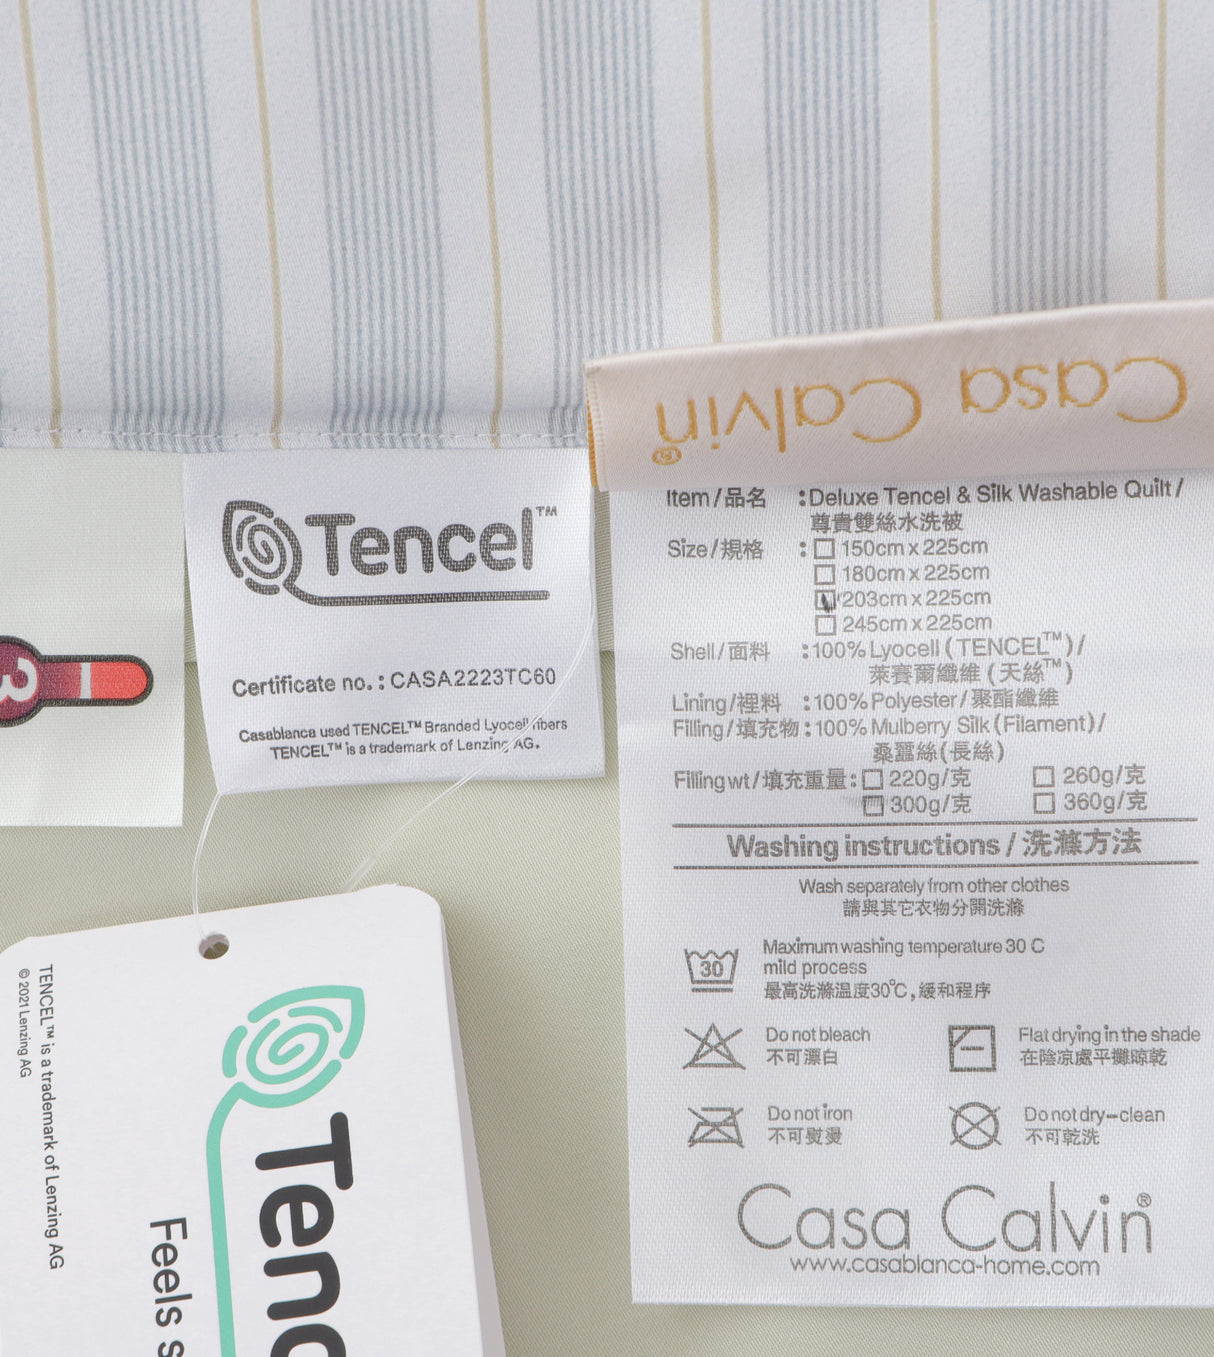 Casa Calvin®
Item/品名 :Deluxe Tencel & Silk Washable Quilt/
尊貴雙絲水洗被
Size/規格 : 150cm x 225cm
180cm x 225cm
203cm x 225cm
245cm x 225cm
Shell/面料 :100% Lyocell (TENCEL™)/
萊賽爾纖維 (天絲™)
Lining/裡料 :100% Polyester/聚酯纖維
Filling/填充物:100% Mulberry Silk (Filament)/
桑蠶絲(長絲)
Filling wt/填充重量: 220g/克 260g/克
300g/克 360g/克
Washing instructions / 洗滌方法
Wash separately from other clothes
請與其它衣物分開洗滌
30
Maximum washing temperature 30 C
mild process
最高洗滌溫度30℃,緩和程序
Do not bleach
不可漂白
Flat drying in the shade
在陰凉處平攤晾乾
Do not iron
不可熨燙
Do not dry-clean
不可乾洗
Casa Calvin®
www.casablanca-home.com
Tencel™
Certificate no. : CASA2223TC60
Casablanca used TENCEL™ Branded Lyocell fibers
TENCEL™ is a trademark of Lenzing AG.
3 1
Tenc
Feels s
TENCEL™ is a trademark of Lenzing AG
© 2021 Lenzing AG